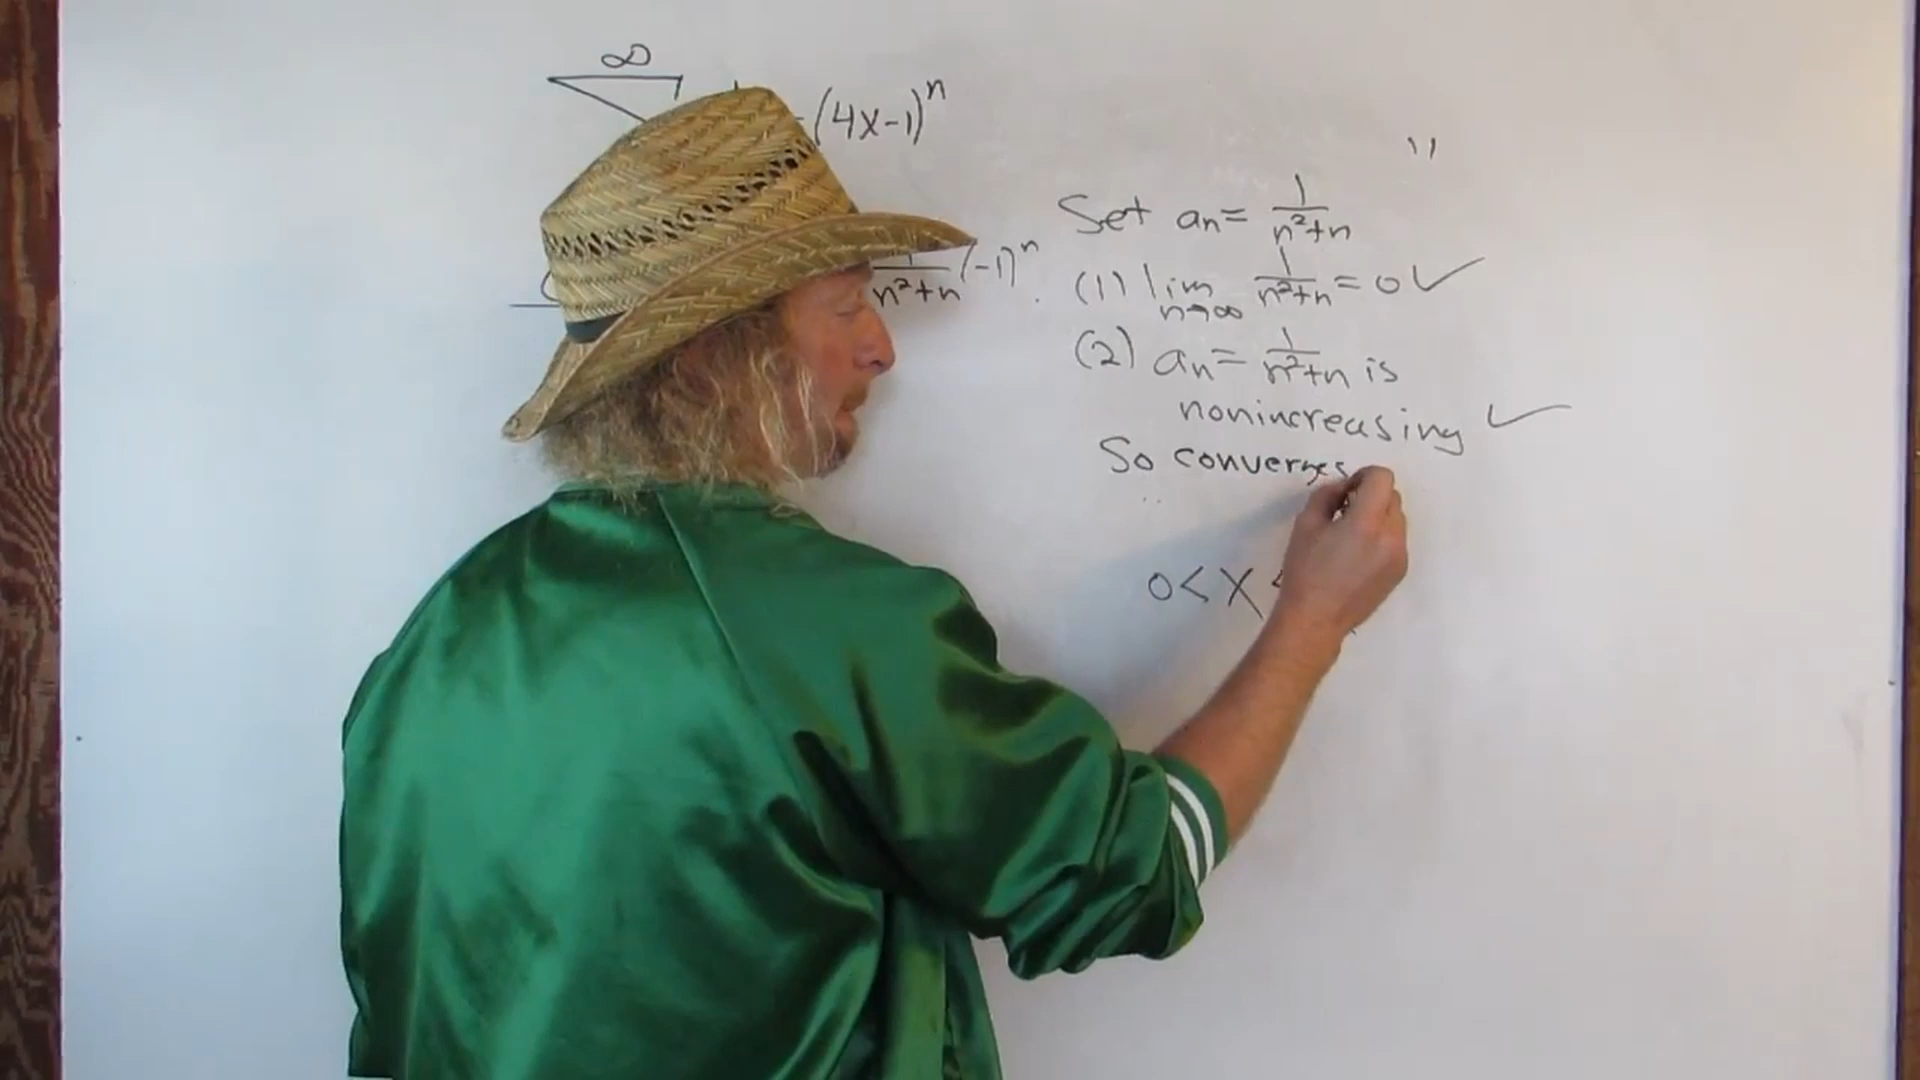 ∞
(4x-1)^n
Set an = 1/(n²+n)
1/(n²+n) (-1)^n.
(1) lim n→∞ 1/(n²+n) = 0 ✓
(2) an = 1/(n²+n) is
nonincreasing ✓
So converges
0 < X <